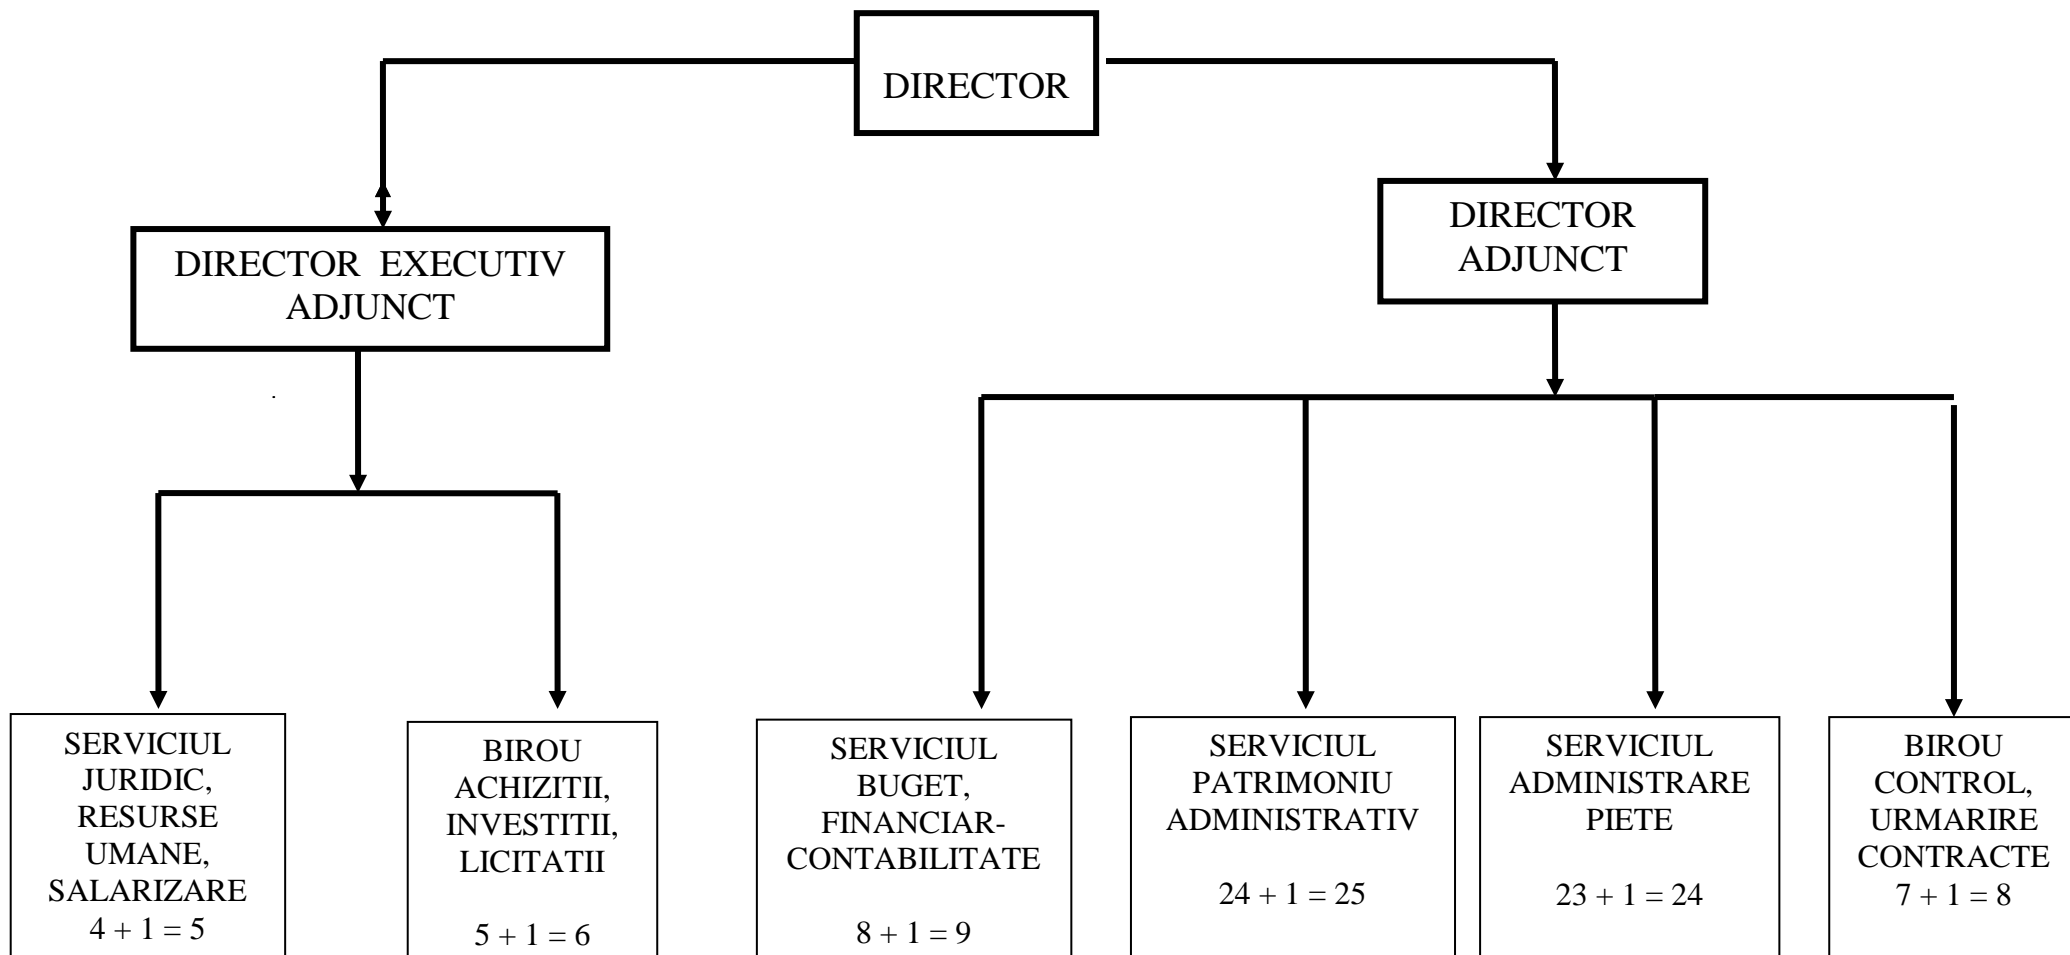 DIRECTOR
DIRECTOR EXECUTIV
ADJUNCT
DIRECTOR
ADJUNCT
SERVICIUL
JURIDIC,
RESURSE
UMANE,
SALARIZARE
4 + 1 = 5
BIROU
ACHIZITII,
INVESTITII,
LICITATII
5 + 1 = 6
SERVICIUL
BUGET,
FINANCIAR-
CONTABILITATE
8 + 1 = 9
SERVICIUL
PATRIMONIU
ADMINISTRATIV
24 + 1 = 25
SERVICIUL
ADMINISTRARE
PIETE
23 + 1 = 24
BIROU
CONTROL,
URMARIRE
CONTRACTE
7 + 1 = 8